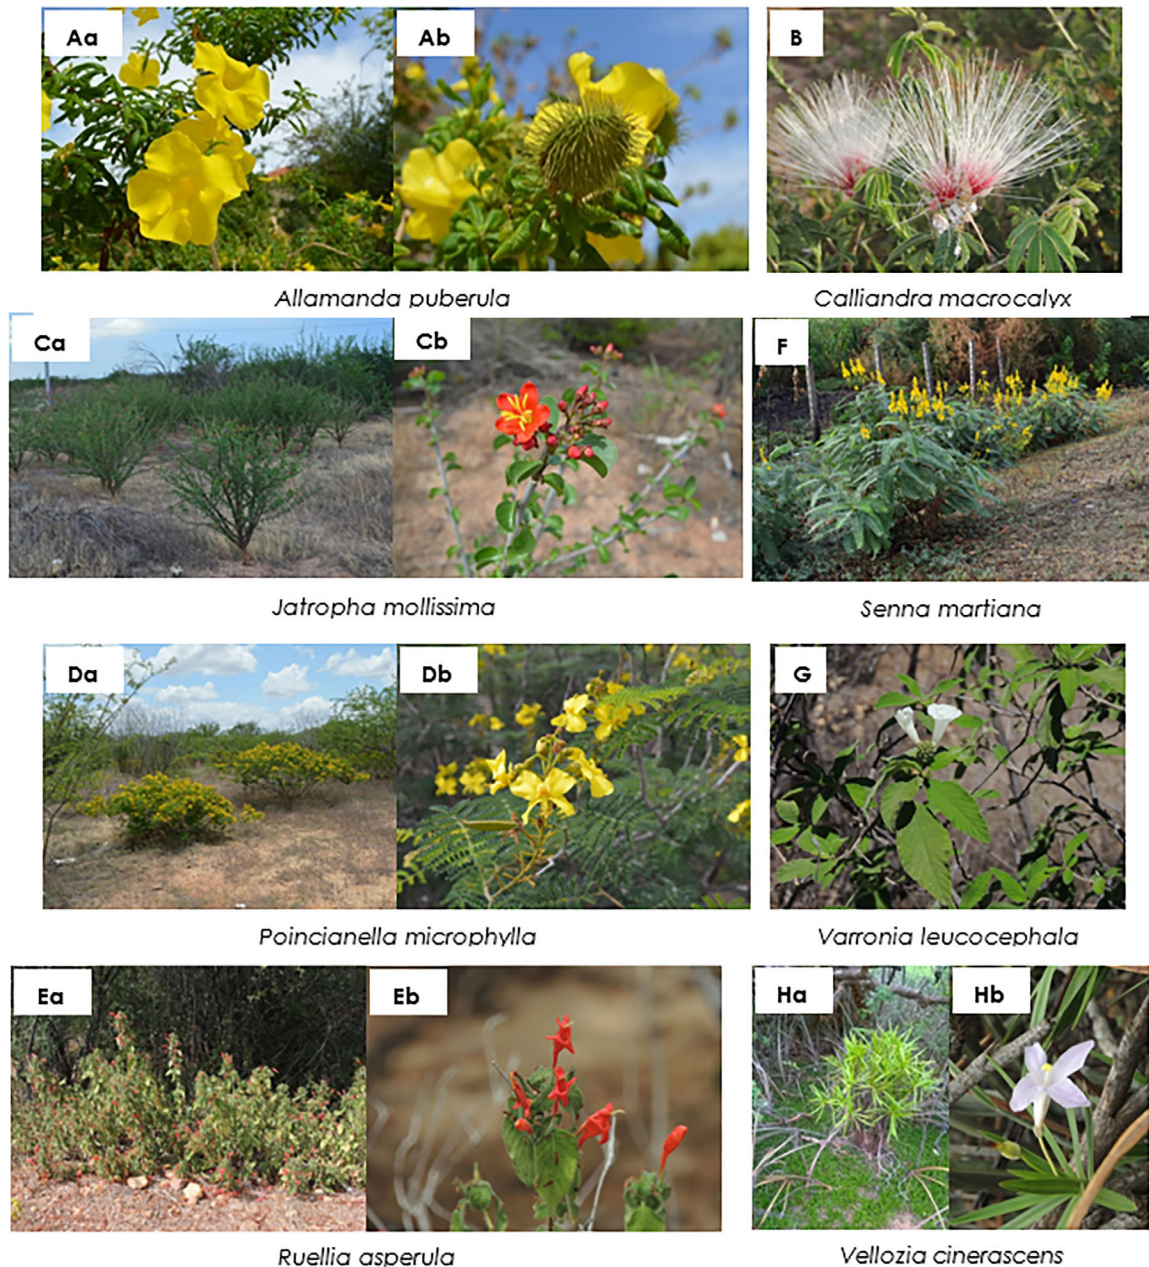 Aa
Ab
B
Allamanda puberula
Calliandra macrocalyx
Ca
Cb
F
Jatropha mollissima
Senna martiana
Da
Db
G
Poincianella microphylla
Varronia leucocephala
Ea
Eb
Ha
Hb
Ruellia asperula
Vellozia cinerascens